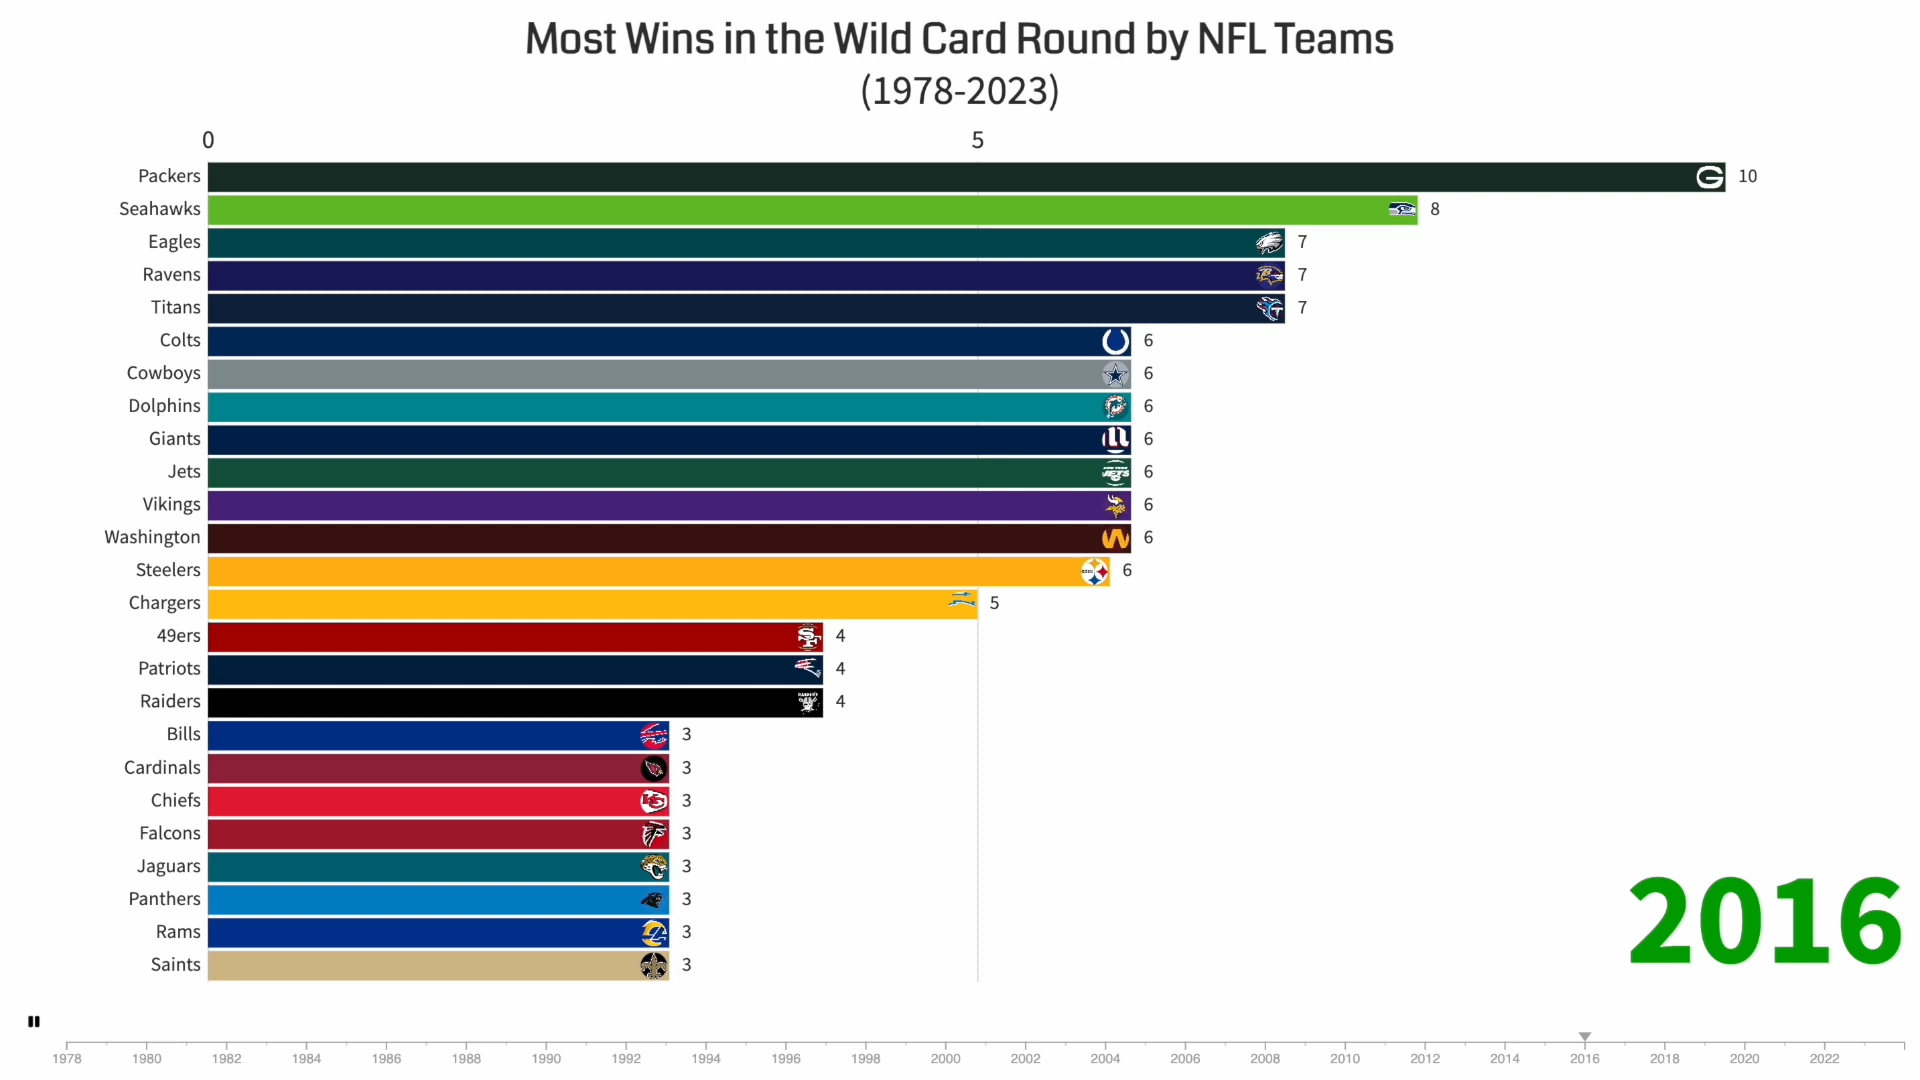 Most Wins in the Wild Card Round by NFL Teams
(1978-2023)
0 5
Packers 10
Seahawks 8
Eagles 7
Ravens 7
Titans 7
Colts 6
Cowboys 6
Dolphins 6
Giants 6
Jets 6
Vikings 6
Washington 6
Steelers 6
Chargers 5
49ers 4
Patriots 4
Raiders 4
Bills 3
Cardinals 3
Chiefs 3
Falcons 3
Jaguars 3
Panthers 3
Rams 3
Saints 3
2016
1978 1980 1982 1984 1986 1988 1990 1992 1994 1996 1998 2000 2002 2004 2006 2008 2010 2012 2014 2016 2018 2020 2022